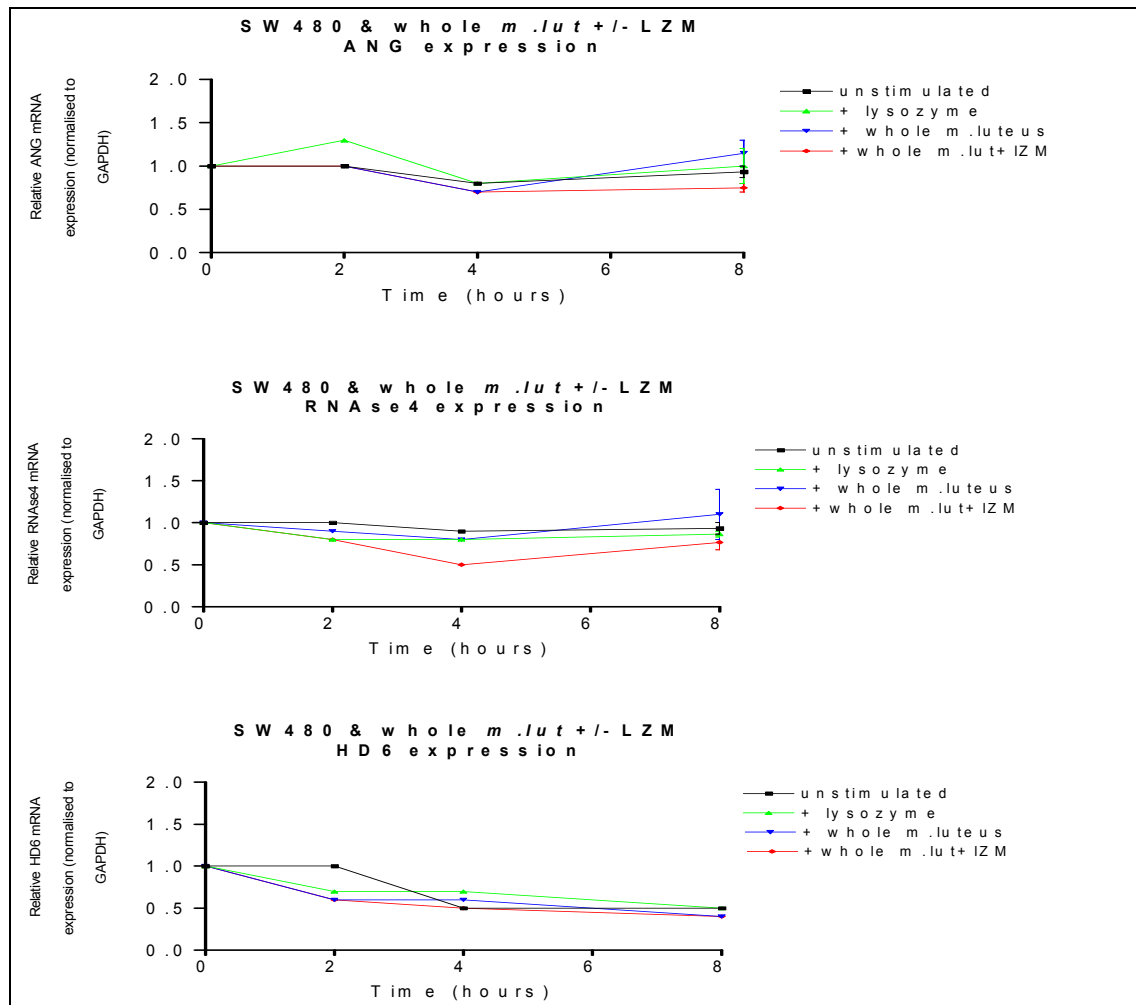 SW480 & whole m.lut +/- LZM
ANG expression
Relative ANG mRNA
expression (normalised to
GAPDH)
2.0
1.5
1.0
0.5
0.0
0 2 4 6 8
Time (hours)
unstimulated
+ lysozyme
+ whole m.luteus
+ whole m.lut+ lZM
SW480 & whole m.lut +/- LZM
RNAse4 expression
Relative RNAse4 mRNA
expression (normalised to
GAPDH)
2.0
1.5
1.0
0.5
0.0
0 2 4 6 8
Time (hours)
unstimulated
+ lysozyme
+ whole m.luteus
+ whole m.lut+ lZM
SW480 & whole m.lut +/- LZM
HD6 expression
Relative HD6 mRNA
expression (normalised to
GAPDH)
2.0
1.5
1.0
0.5
0.0
0 2 4 6 8
Time (hours)
unstimulated
+ lysozyme
+ whole m.luteus
+ whole m.lut+ lZM